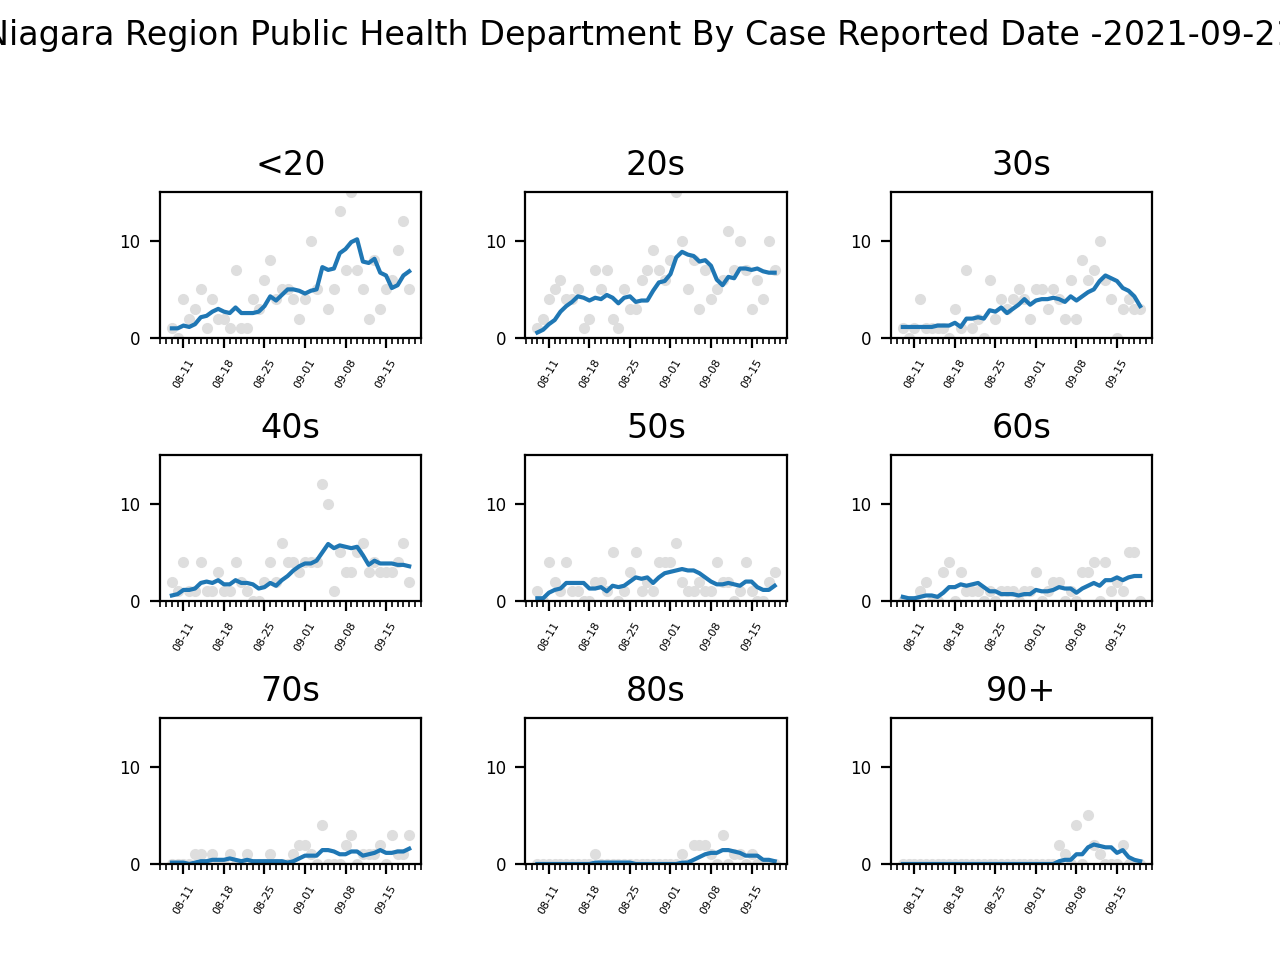 Niagara Region Public Health Department By Case Reported Date -2021-09-21
<20 20s 30s
10 10 10
0 0 0
08-11 08-18 08-25 09-01 09-08 09-15 08-11 08-18 08-25 09-01 09-08 09-15 08-11 08-18 08-25 09-01 09-08 09-15
40s 50s 60s
10 10 10
0 0 0
08-11 08-18 08-25 09-01 09-08 09-15 08-11 08-18 08-25 09-01 09-08 09-15 08-11 08-18 08-25 09-01 09-08 09-15
70s 80s 90+
10 10 10
0 0 0
08-11 08-18 08-25 09-01 09-08 09-15 08-11 08-18 08-25 09-01 09-08 09-15 08-11 08-18 08-25 09-01 09-08 09-15